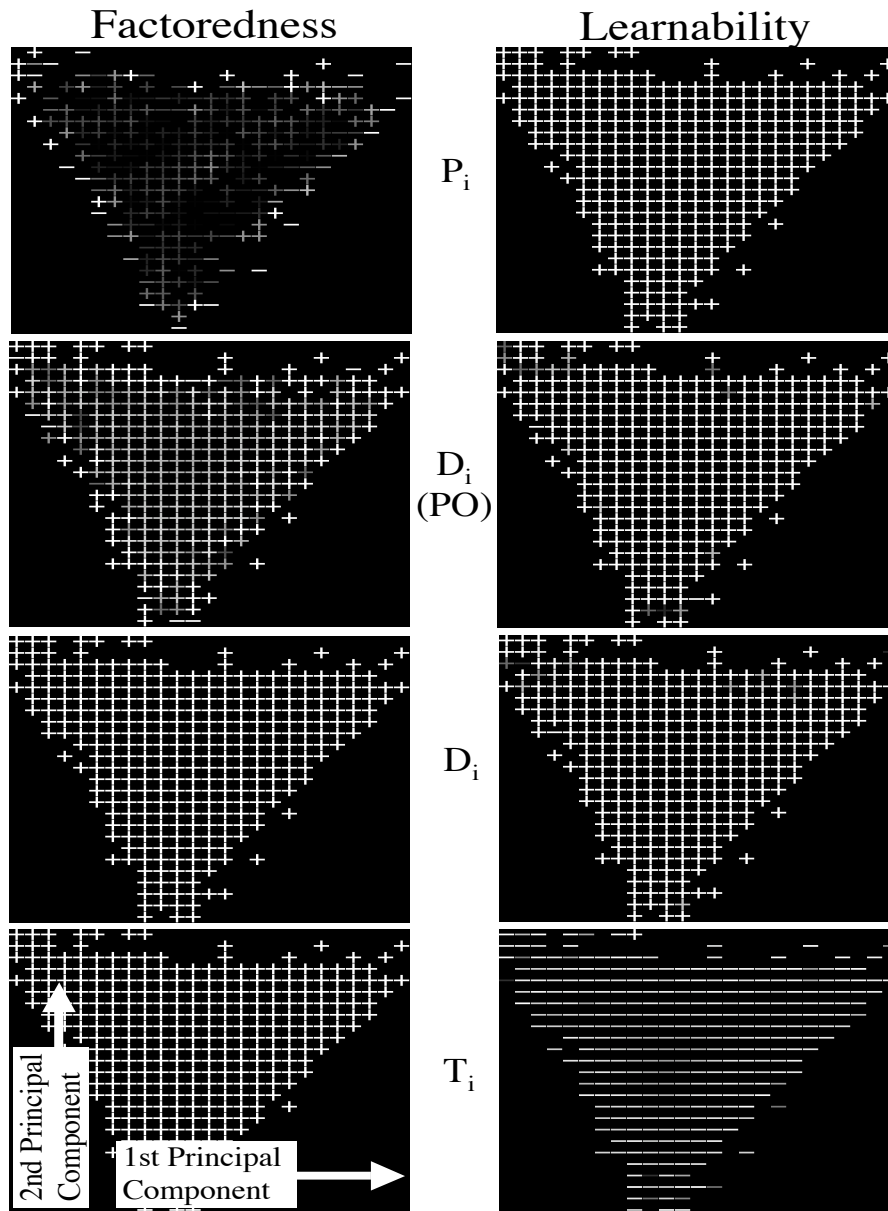 Factoredness Learnability
P_i
D_i
(PO)
D_i
T_i
2nd Principal
Component
1st Principal
Component